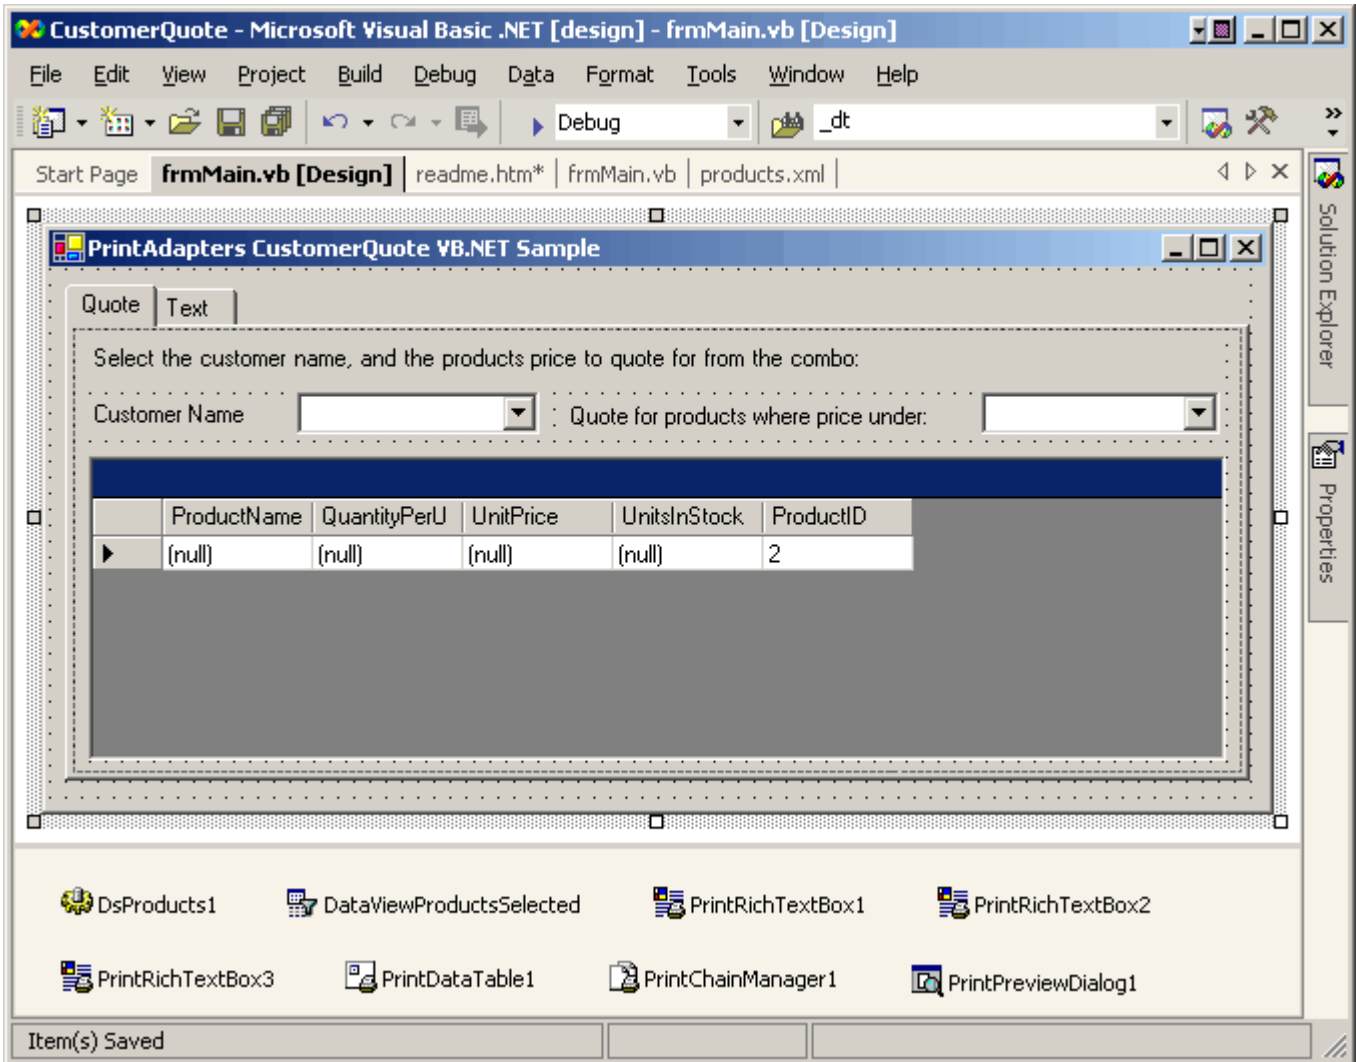 CustomerQuote - Microsoft Visual Basic .NET [design] - frmMain.vb [Design]
File Edit View Project Build Debug Data Format Tools Window Help
Debug _dt
Start Page frmMain.vb [Design] readme.htm* frmMain.vb products.xml
Solution Explorer
Properties
PrintAdapters CustomerQuote VB.NET Sample
Quote Text
Select the customer name, and the products price to quote for from the combo:
Customer Name Quote for products where price under:
ProductName QuantityPerU UnitPrice UnitsInStock ProductID
(null) (null) (null) (null) 2
DsProducts1 DataViewProductsSelected PrintRichTextBox1 PrintRichTextBox2
PrintRichTextBox3 PrintDataTable1 PrintChainManager1 PrintPreviewDialog1
Item(s) Saved